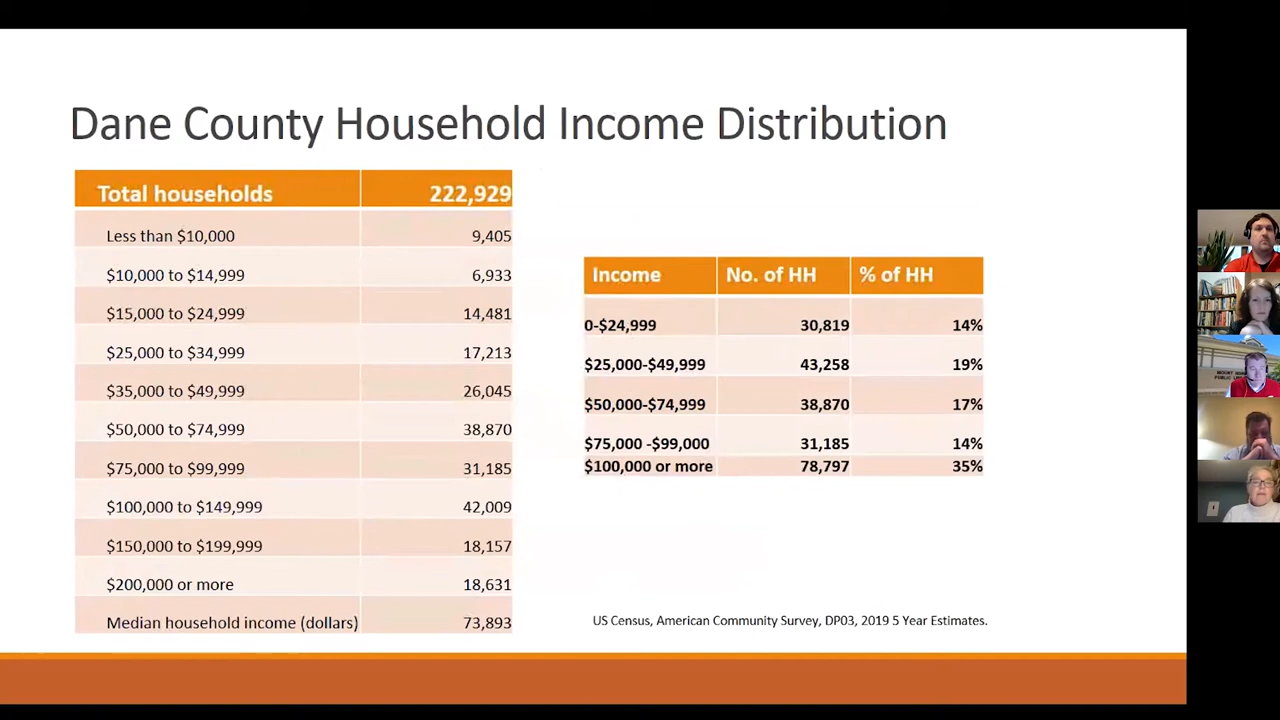 Dane County Household Income Distribution
Total households 222,929
Less than $10,000 9,405
$10,000 to $14,999 6,933
$15,000 to $24,999 14,481
$25,000 to $34,999 17,213
$35,000 to $49,999 26,045
$50,000 to $74,999 38,870
$75,000 to $99,999 31,185
$100,000 to $149,999 42,009
$150,000 to $199,999 18,157
$200,000 or more 18,631
Median household income (dollars) 73,893
Income No. of HH % of HH
0-$24,999 30,819 14%
$25,000-$49,999 43,258 19%
$50,000-$74,999 38,870 17%
$75,000 -$99,000 31,185 14%
$100,000 or more 78,797 35%
US Census, American Community Survey, DP03, 2019 5 Year Estimates.